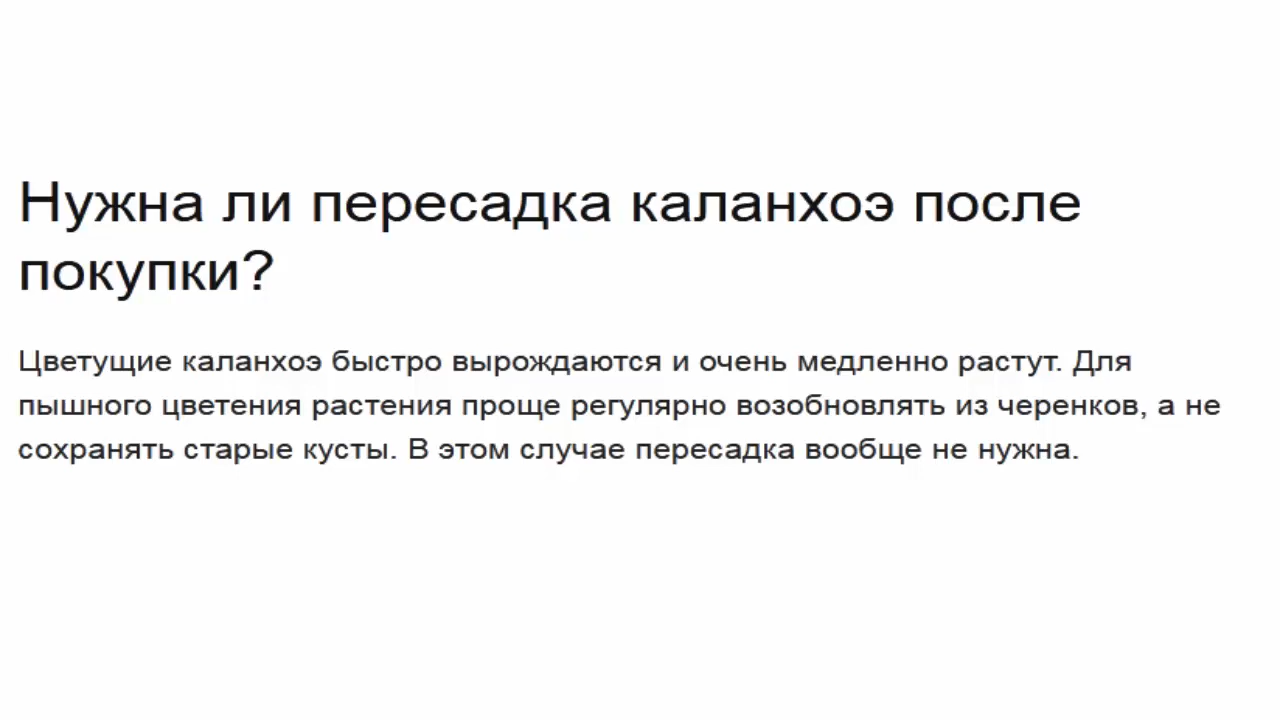 Нужна ли пересадка каланхоэ после
покупки?
Цветущие каланхоэ быстро вырождаются и очень медленно растут. Для
пышного цветения растения проще регулярно возобновлять из черенков, а не
сохранять старые кусты. В этом случае пересадка вообще не нужна.